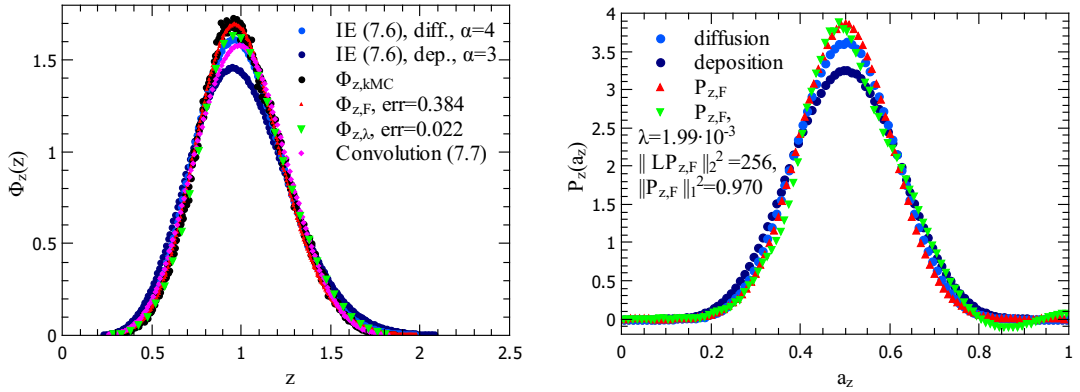 Φz(z)
1.5
1
0.5
0
0
0.5
1
1.5
2
2.5
z
IE (7.6), diff., α=4
IE (7.6), dep., α=3
Φz,kMC
Φz,F, err=0.384
Φz,λ, err=0.022
Convolution (7.7)
Pz(az)
4
3.5
3
2.5
2
1.5
1
0.5
0
0
0.2
0.4
0.6
0.8
1
az
diffusion
deposition
Pz,F
Pz,F,
λ=1.99·10⁻³
|| LPz,F ||₂² =256,
||Pz,F ||₁²=0.970